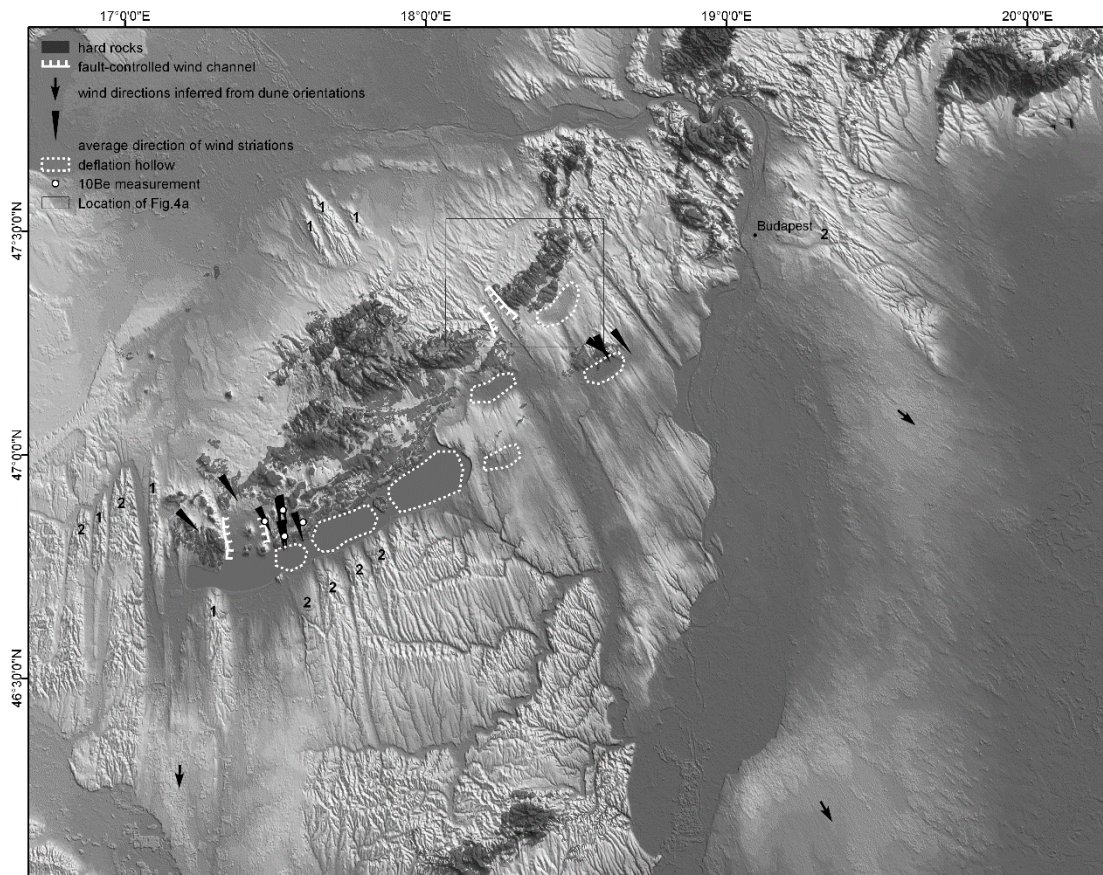 17°0'0"E 18°0'0"E 19°0'0"E 20°0'0"E
hard rocks
fault-controlled wind channel
wind directions inferred from dune orientations
average direction of wind striations
deflation hollow
10Be measurement
Location of Fig.4a
47°30'0"N
47°0'0"N
46°30'0"N
1
1
1
Budapest
2
2
1
2
1
1
2
2
2
2